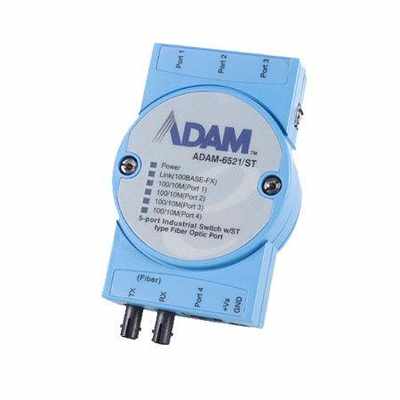 Port 1
Port 2
Port 3
ADAM™
ADAM-6521/ST
Power
Link(100BASE-FX)
100/10M(Port 1)
100/10M(Port 2)
100/10M(Port 3)
100/10M(Port 4)
5-port Industrial Switch w/ST
type Fiber Optic Port
(Fiber)
TX
RX
Port 4
+Vs
GND